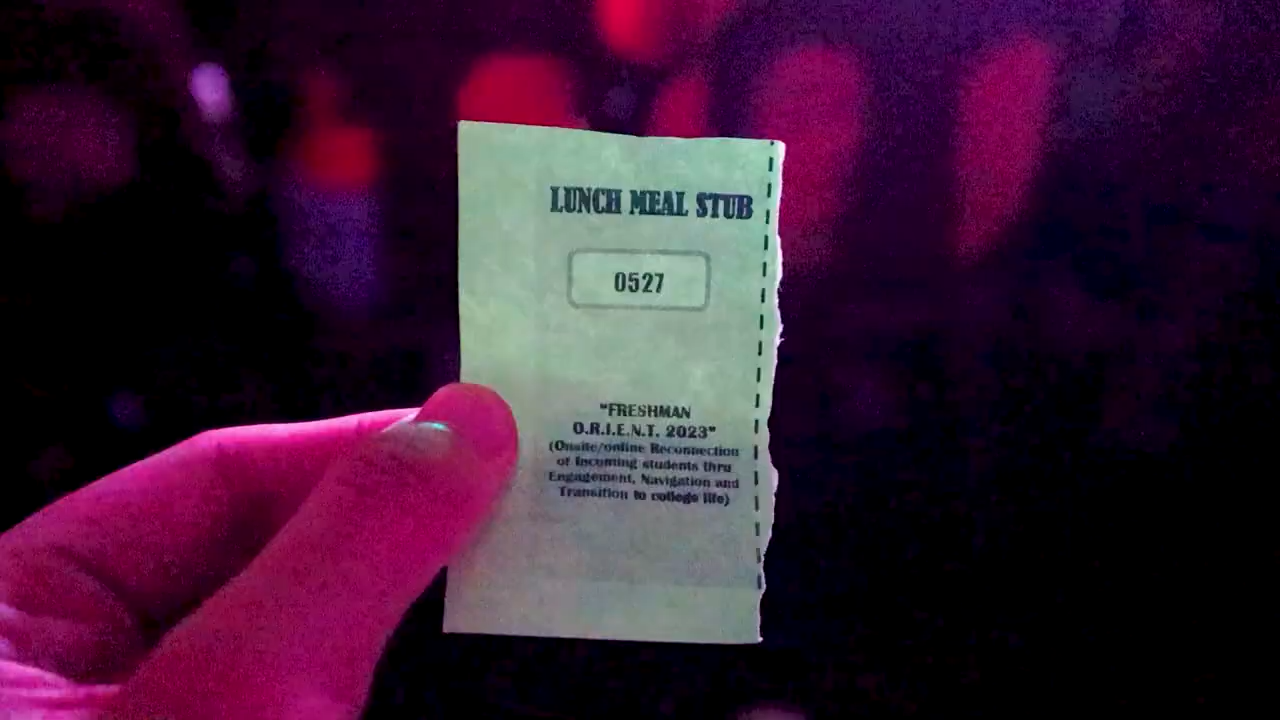 LUNCH MEAL STUB
0527
"FRESHMAN
O.R.I.E.N.T. 2023"
(Onsite/online Reconnection
of Incoming students thru
Engagement, Navigation and
Transition to college life)